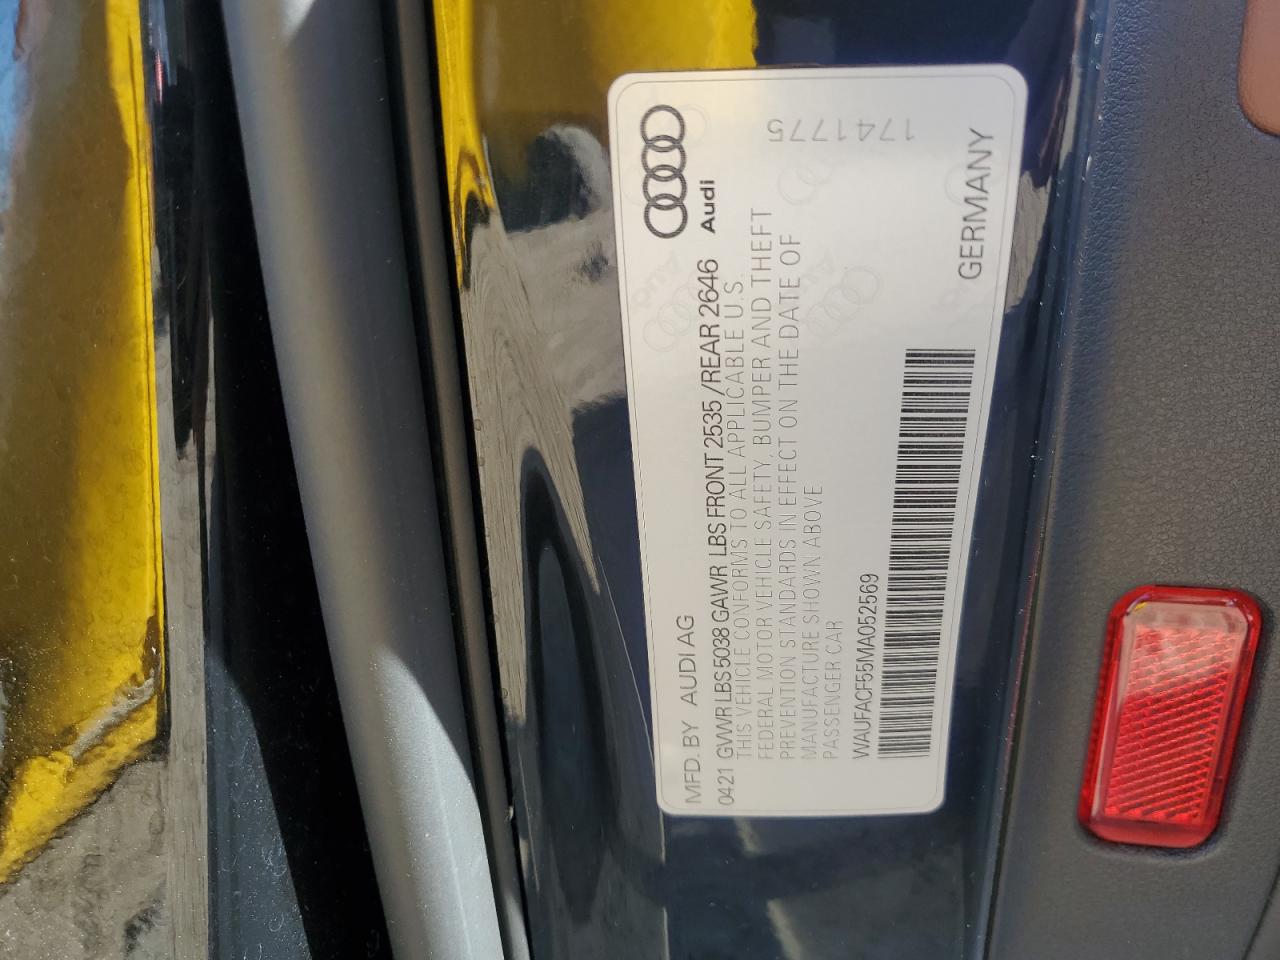 MFD. BY AUDI AG
0421 GVWR LBS 5038 GAWR LBS FRONT 2535 /REAR 2646
Audi
THIS VEHICLE CONFORMS TO ALL APPLICABLE U.S.
FEDERAL MOTOR VEHICLE SAFETY, BUMPER AND THEFT
PREVENTION STANDARDS IN EFFECT ON THE DATE OF
MANUFACTURE SHOWN ABOVE
PASSENGER CAR
WAUFACF55MA052569
GERMANY
1741775